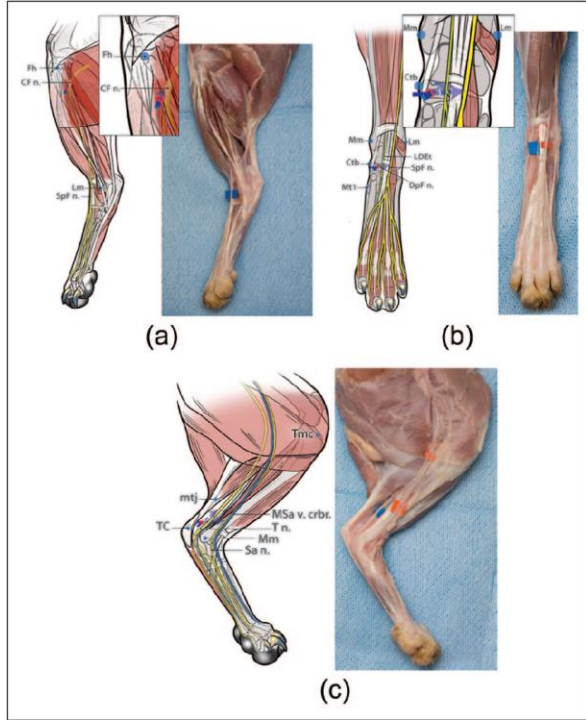 Fh
CF n.
Fh
CF n.
Lm
SpF n.
(a)
Mm
Lm
Ctb
Mm
Lm
LDEt
Ctb
SpF n.
DpF n.
Mt1
(b)
Tmc
mtj
MSa v. crbr.
TC
T n.
Mm
Sa n.
(c)